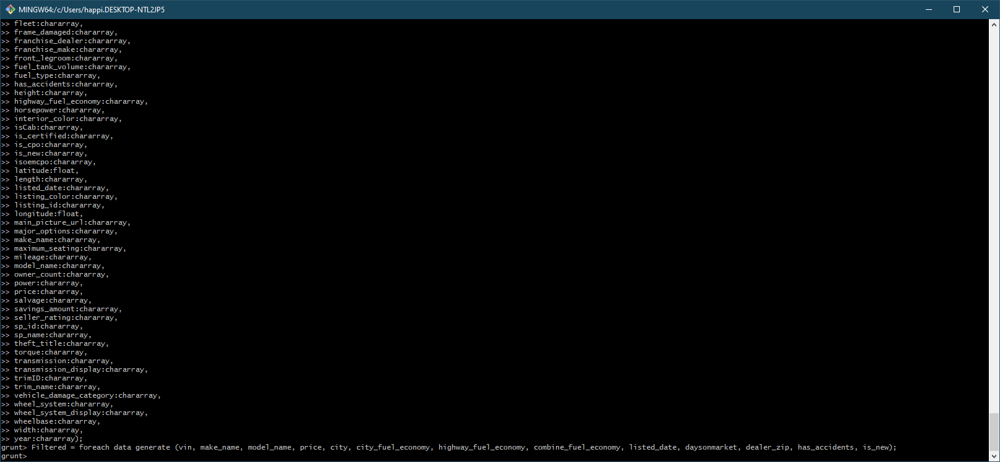 MINGW64:/c/Users/happi.DESKTOP-NTL2JP5
>> fleet:chararray,
>> frame_damaged:chararray,
>> franchise_dealer:chararray,
>> franchise_make:chararray,
>> front_legroom:chararray,
>> fuel_tank_volume:chararray,
>> fuel_type:chararray,
>> has_accidents:chararray,
>> height:chararray,
>> highway_fuel_economy:chararray,
>> horsepower:chararray,
>> interior_color:chararray,
>> isCab:chararray,
>> is_certified:chararray,
>> is_cpo:chararray,
>> is_new:chararray,
>> isoemcpo:chararray,
>> latitude:float,
>> length:chararray,
>> listed_date:chararray,
>> listing_color:chararray,
>> listing_id:chararray,
>> longitude:float,
>> main_picture_url:chararray,
>> major_options:chararray,
>> make_name:chararray,
>> maximum_seating:chararray,
>> mileage:chararray,
>> model_name:chararray,
>> owner_count:chararray,
>> power:chararray,
>> price:chararray,
>> salvage:chararray,
>> savings_amount:chararray,
>> seller_rating:chararray,
>> sp_id:chararray,
>> sp_name:chararray,
>> theft_title:chararray,
>> torque:chararray,
>> transmission:chararray,
>> transmission_display:chararray,
>> trimID:chararray,
>> trim_name:chararray,
>> vehicle_damage_category:chararray,
>> wheel_system:chararray,
>> wheel_system_display:chararray,
>> wheelbase:chararray,
>> width:chararray,
>> year:chararray);
grunt> Filtered = foreach data generate (vin, make_name, model_name, price, city, city_fuel_economy, highway_fuel_economy, combine_fuel_economy, listed_date, daysonmarket, dealer_zip, has_accidents, is_new);
grunt>